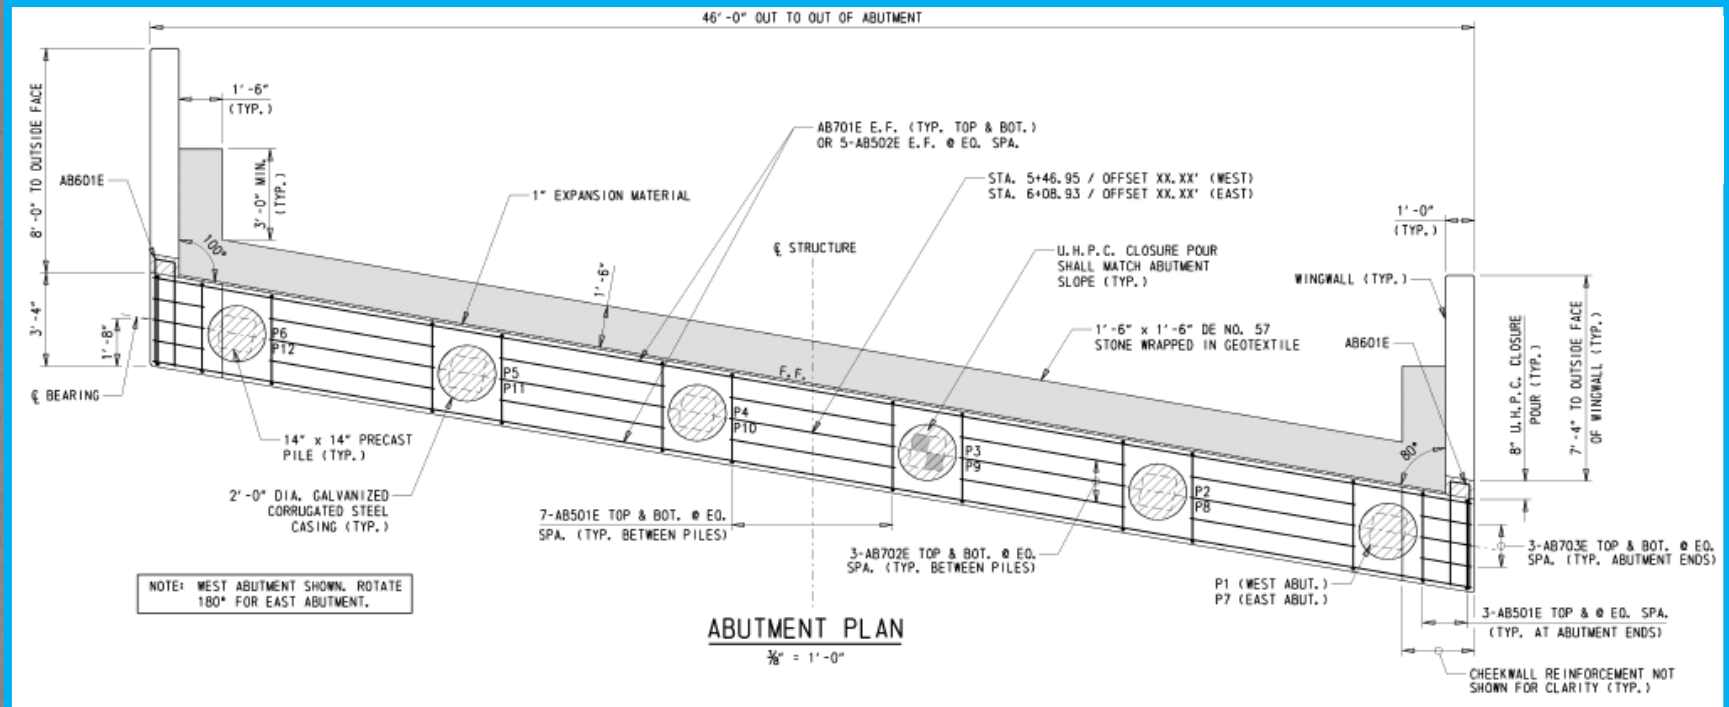 46'-0" OUT TO OUT OF ABUTMENT
8'-0" TO OUTSIDE FACE
1'-6"
(TYP.)
AB601E
3'-0" MIN.
(TYP.)
100°
1" EXPANSION MATERIAL
AB701E E.F. (TYP. TOP & BOT.)
OR 5-AB502E E.F. @ EQ. SPA.
STA. 5+46.95 / OFFSET XX.XX' (WEST)
STA. 6+08.93 / OFFSET XX.XX' (EAST)
1'-0"
(TYP.)
℄ STRUCTURE
U.H.P.C. CLOSURE POUR
SHALL MATCH ABUTMENT
SLOPE (TYP.)
WINGWALL (TYP.)
1'-6"
3'-4"
1'-8"
1'-6" x 1'-6" DE NO. 57
STONE WRAPPED IN GEOTEXTILE
AB601E
8" U.H.P.C. CLOSURE
POUR (TYP.)
7'-4" TO OUTSIDE FACE
OF WINGWALL (TYP.)
P6
P12
P5
P11
F.F.
P4
P10
P3
P9
80°
P2
P8
℄ BEARING
14" x 14" PRECAST
PILE (TYP.)
2'-0" DIA. GALVANIZED
CORRUGATED STEEL
CASING (TYP.)
7-AB501E TOP & BOT. @ EQ.
SPA. (TYP. BETWEEN PILES)
3-AB702E TOP & BOT. @ EQ.
SPA. (TYP. BETWEEN PILES)
3-AB703E TOP & BOT. @ EQ.
SPA. (TYP. ABUTMENT ENDS)
P1 (WEST ABUT.)
P7 (EAST ABUT.)
3-AB501E TOP & @ EQ. SPA.
(TYP. AT ABUTMENT ENDS)
NOTE: WEST ABUTMENT SHOWN. ROTATE
180° FOR EAST ABUTMENT.
ABUTMENT PLAN
⅜" = 1'-0"
CHEEKWALL REINFORCEMENT NOT
SHOWN FOR CLARITY (TYP.)